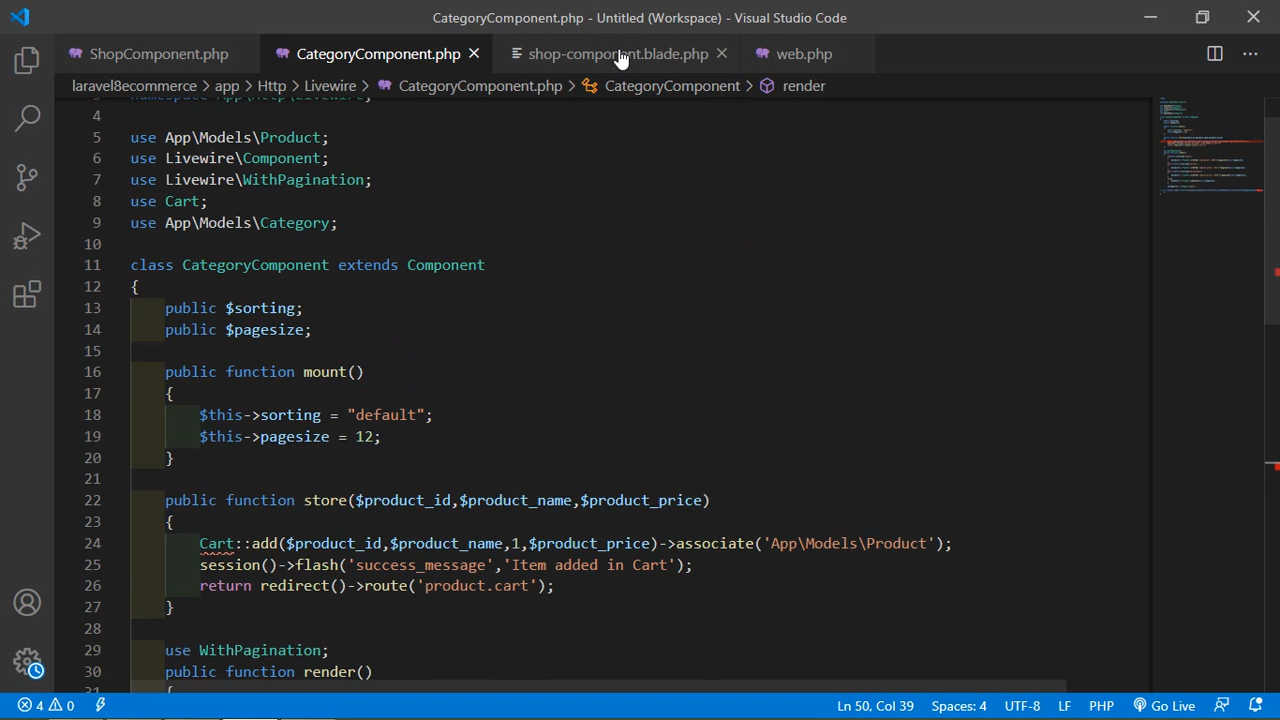 CategoryComponent.php - Untitled (Workspace) - Visual Studio Code
ShopComponent.php CategoryComponent.php shop-component.blade.php web.php
laravel8ecommerce > app > Http > Livewire > CategoryComponent.php > CategoryComponent > render
namespace App\Http\Livewire;
4
5 use App\Models\Product;
6 use Livewire\Component;
7 use Livewire\WithPagination;
8 use Cart;
9 use App\Models\Category;
10
11 class CategoryComponent extends Component
12 {
13 public $sorting;
14 public $pagesize;
15
16 public function mount()
17 {
18 $this->sorting = "default";
19 $this->pagesize = 12;
20 }
21
22 public function store($product_id,$product_name,$product_price)
23 {
24 Cart::add($product_id,$product_name,1,$product_price)->associate('App\Models\Product');
25 session()->flash('success_message','Item added in Cart');
26 return redirect()->route('product.cart');
27 }
28
29 use WithPagination;
30 public function render()
31 {
4 0 Ln 50, Col 39 Spaces: 4 UTF-8 LF PHP Go Live